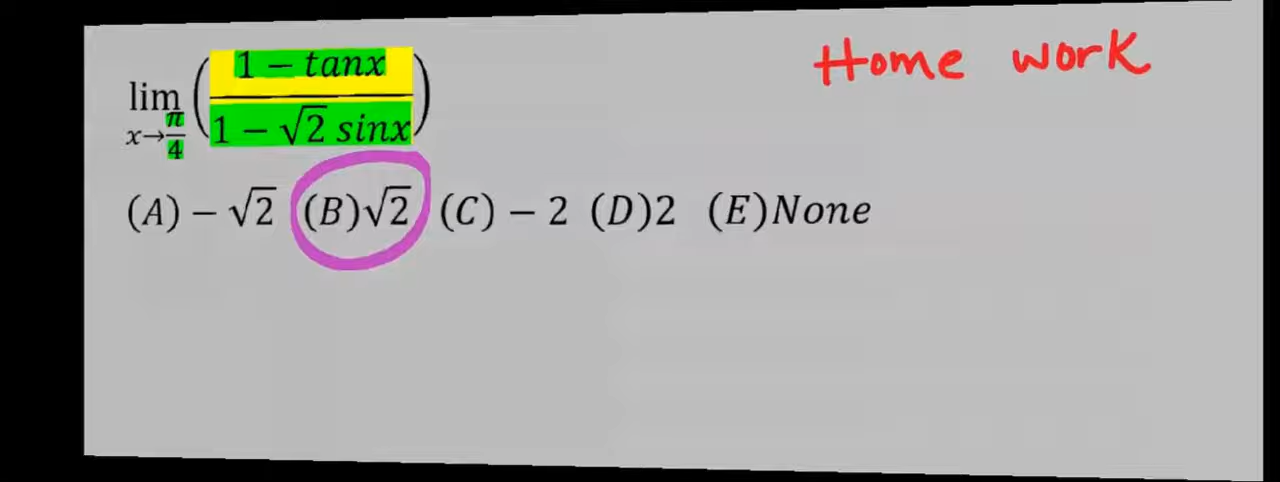 Home work
lim x→π/4 ( (1 − tanx) / (1 − √2 sinx) )
(A) − √2 (B)√2 (C) − 2 (D)2 (E)None